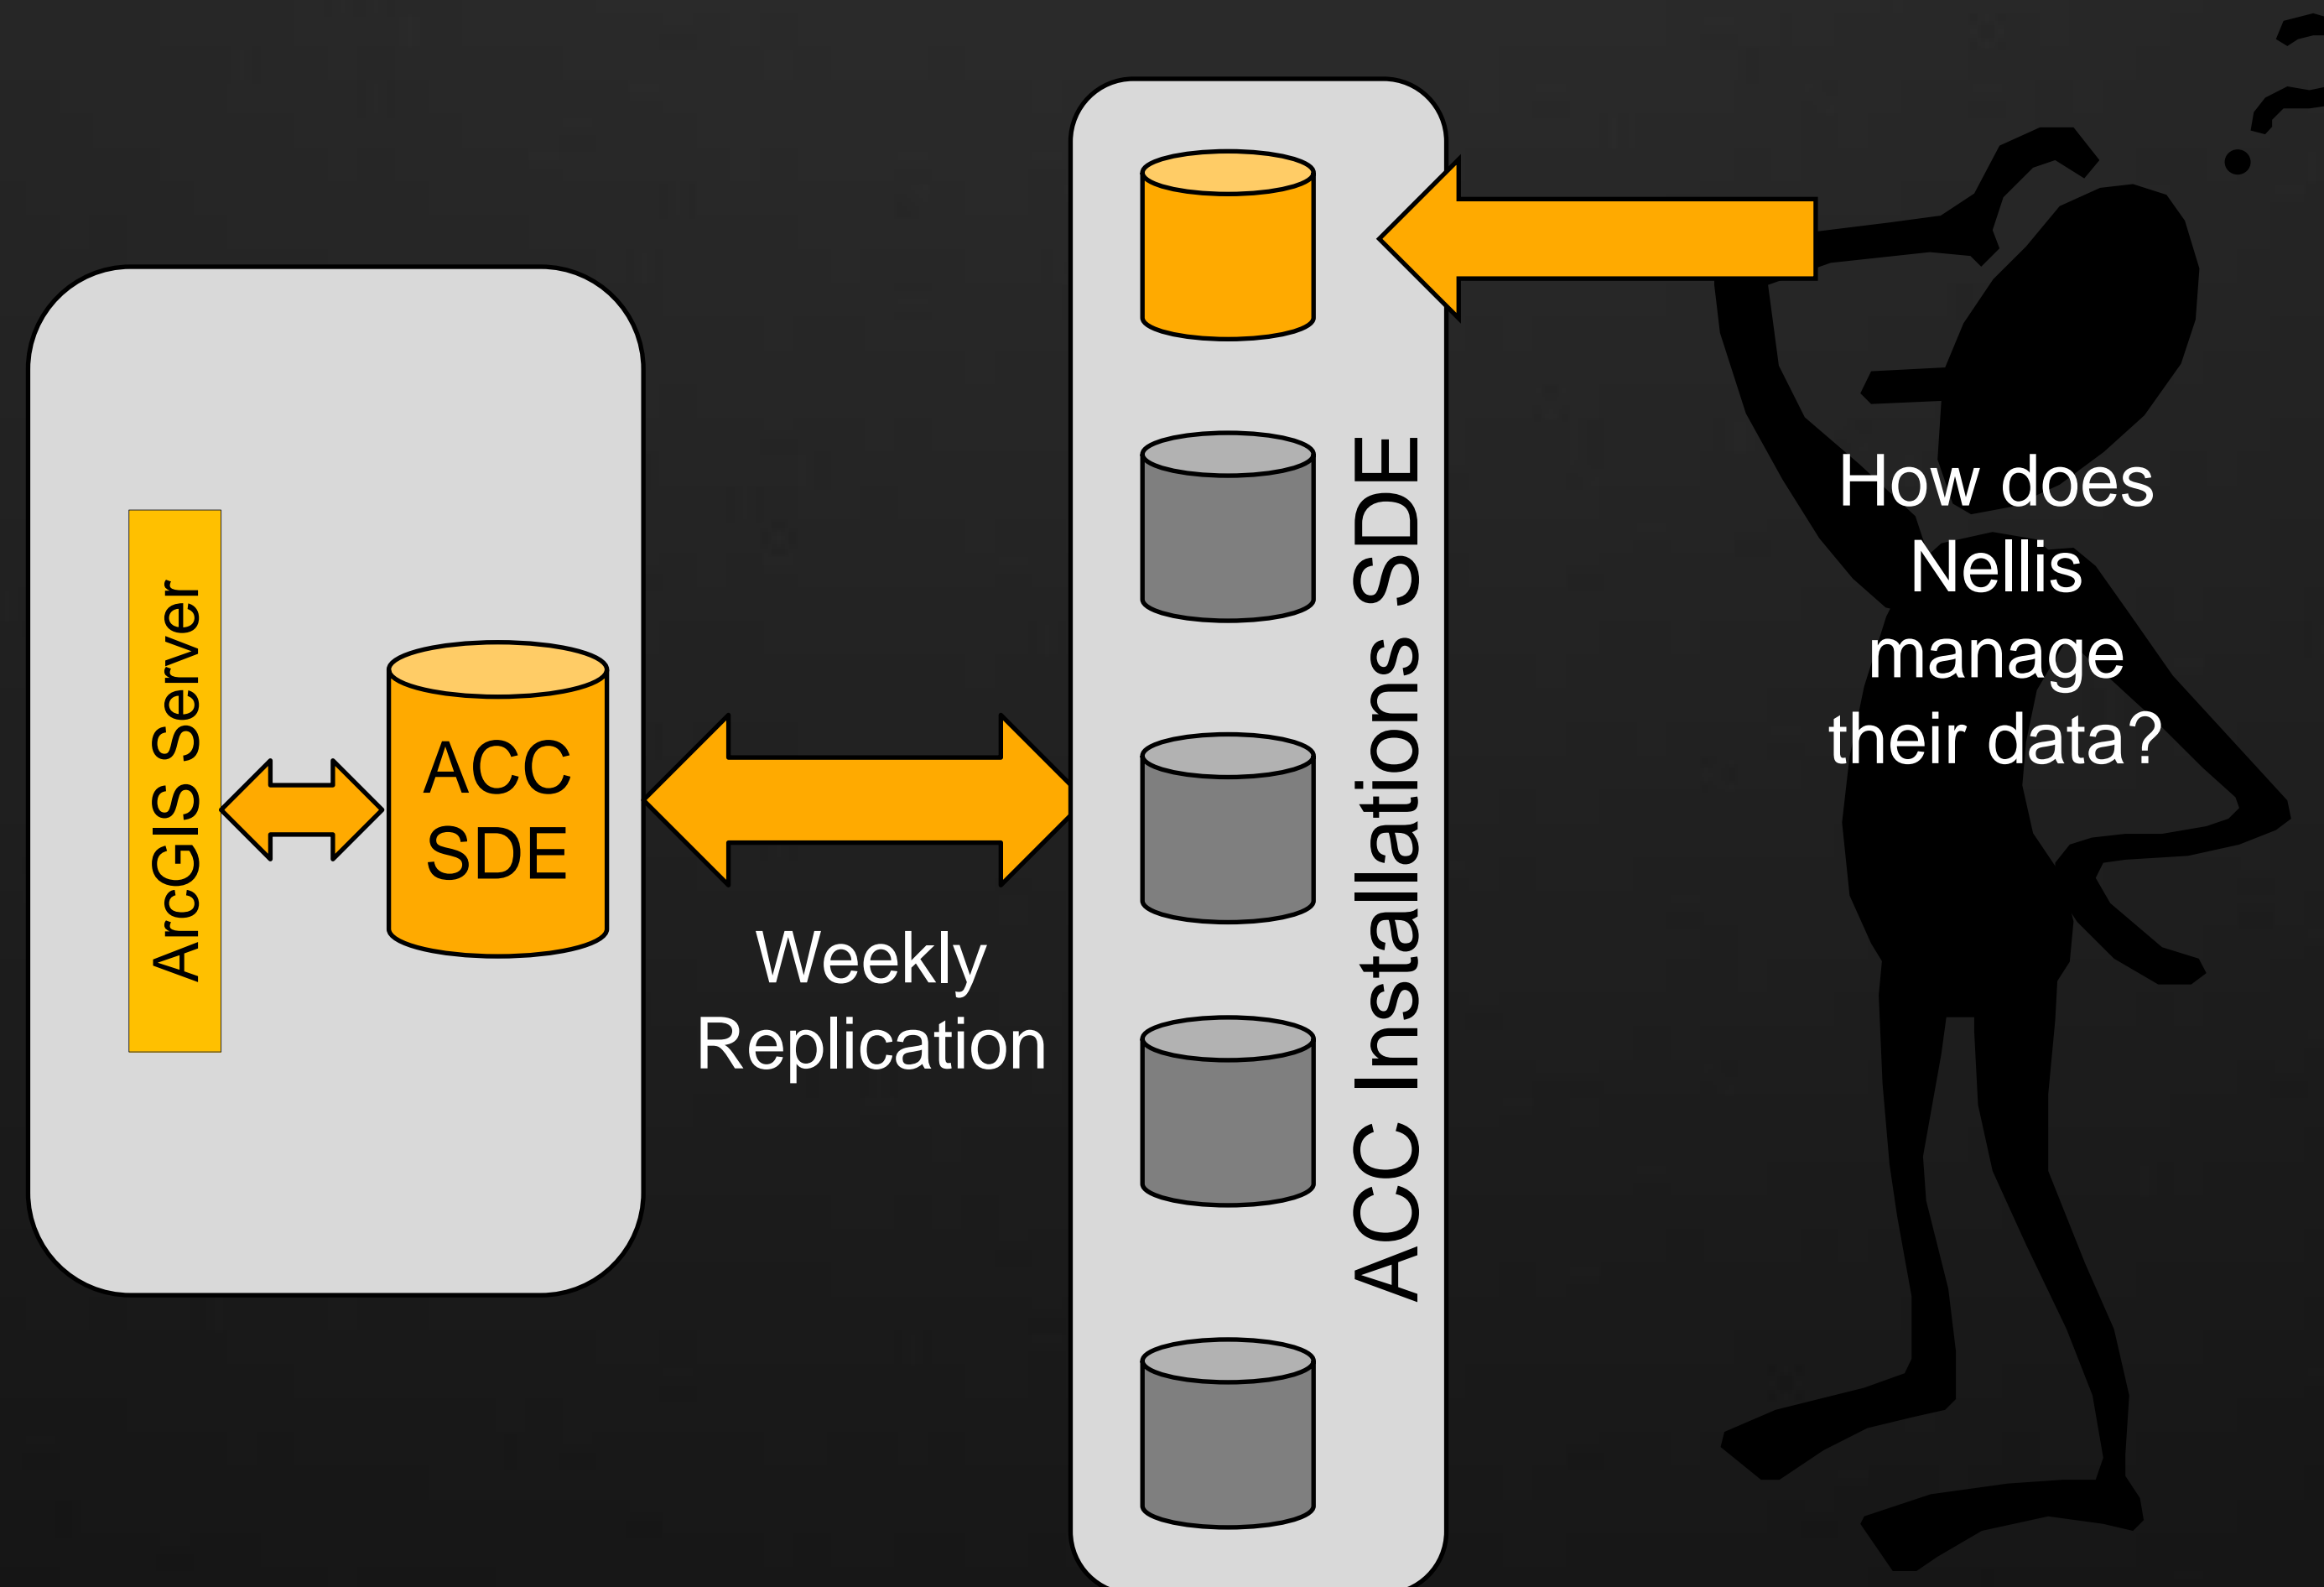 ArcGIS Server
ACC
SDE
Weekly
Replication
ACC Installations SDE
How does
Nellis
manage
their data?